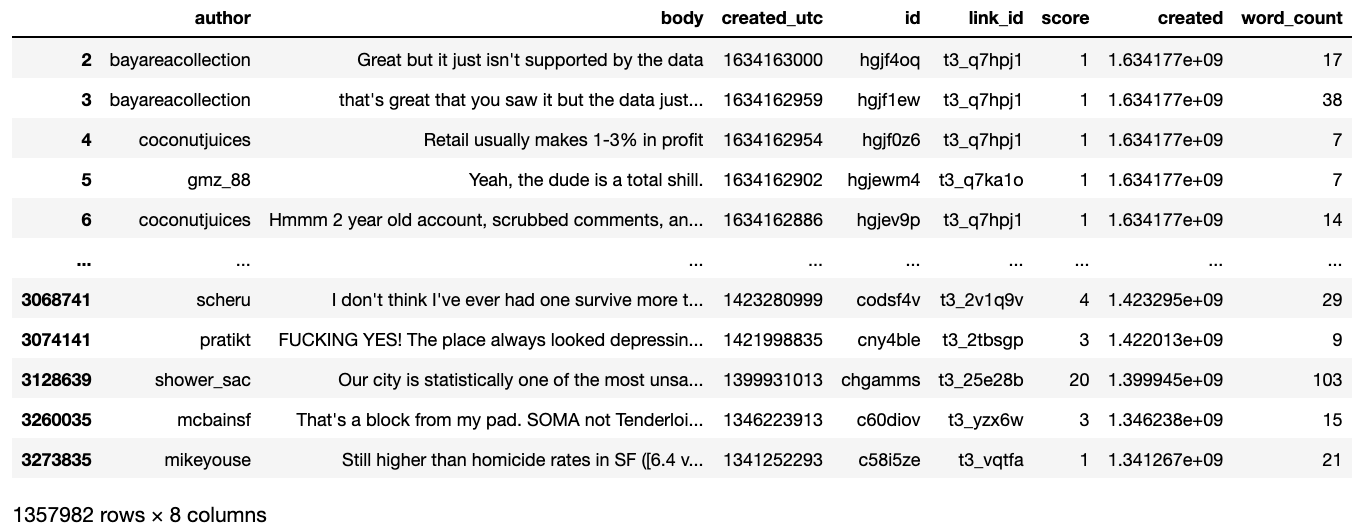 author body created_utc id link_id score created word_count
2 bayareacollection Great but it just isn't supported by the data 1634163000 hgjf4oq t3_q7hpj1 1 1.634177e+09 17
3 bayareacollection that's great that you saw it but the data just... 1634162959 hgjf1ew t3_q7hpj1 1 1.634177e+09 38
4 coconutjuices Retail usually makes 1-3% in profit 1634162954 hgjf0z6 t3_q7hpj1 1 1.634177e+09 7
5 gmz_88 Yeah, the dude is a total shill. 1634162902 hgjewm4 t3_q7ka1o 1 1.634177e+09 7
6 coconutjuices Hmmm 2 year old account, scrubbed comments, an... 1634162886 hgjev9p t3_q7hpj1 1 1.634177e+09 14
... ... ... ... ... ... ... ... ...
3068741 scheru I don't think I've ever had one survive more t... 1423280999 codsf4v t3_2v1q9v 4 1.423295e+09 29
3074141 pratikt FUCKING YES! The place always looked depressin... 1421998835 cny4ble t3_2tbsgp 3 1.422013e+09 9
3128639 shower_sac Our city is statistically one of the most unsa... 1399931013 chgamms t3_25e28b 20 1.399945e+09 103
3260035 mcbainsf That's a block from my pad. SOMA not Tenderloi... 1346223913 c60diov t3_yzx6w 3 1.346238e+09 15
3273835 mikeyouse Still higher than homicide rates in SF ([6.4 v... 1341252293 c58i5ze t3_vqtfa 1 1.341267e+09 21
1357982 rows × 8 columns